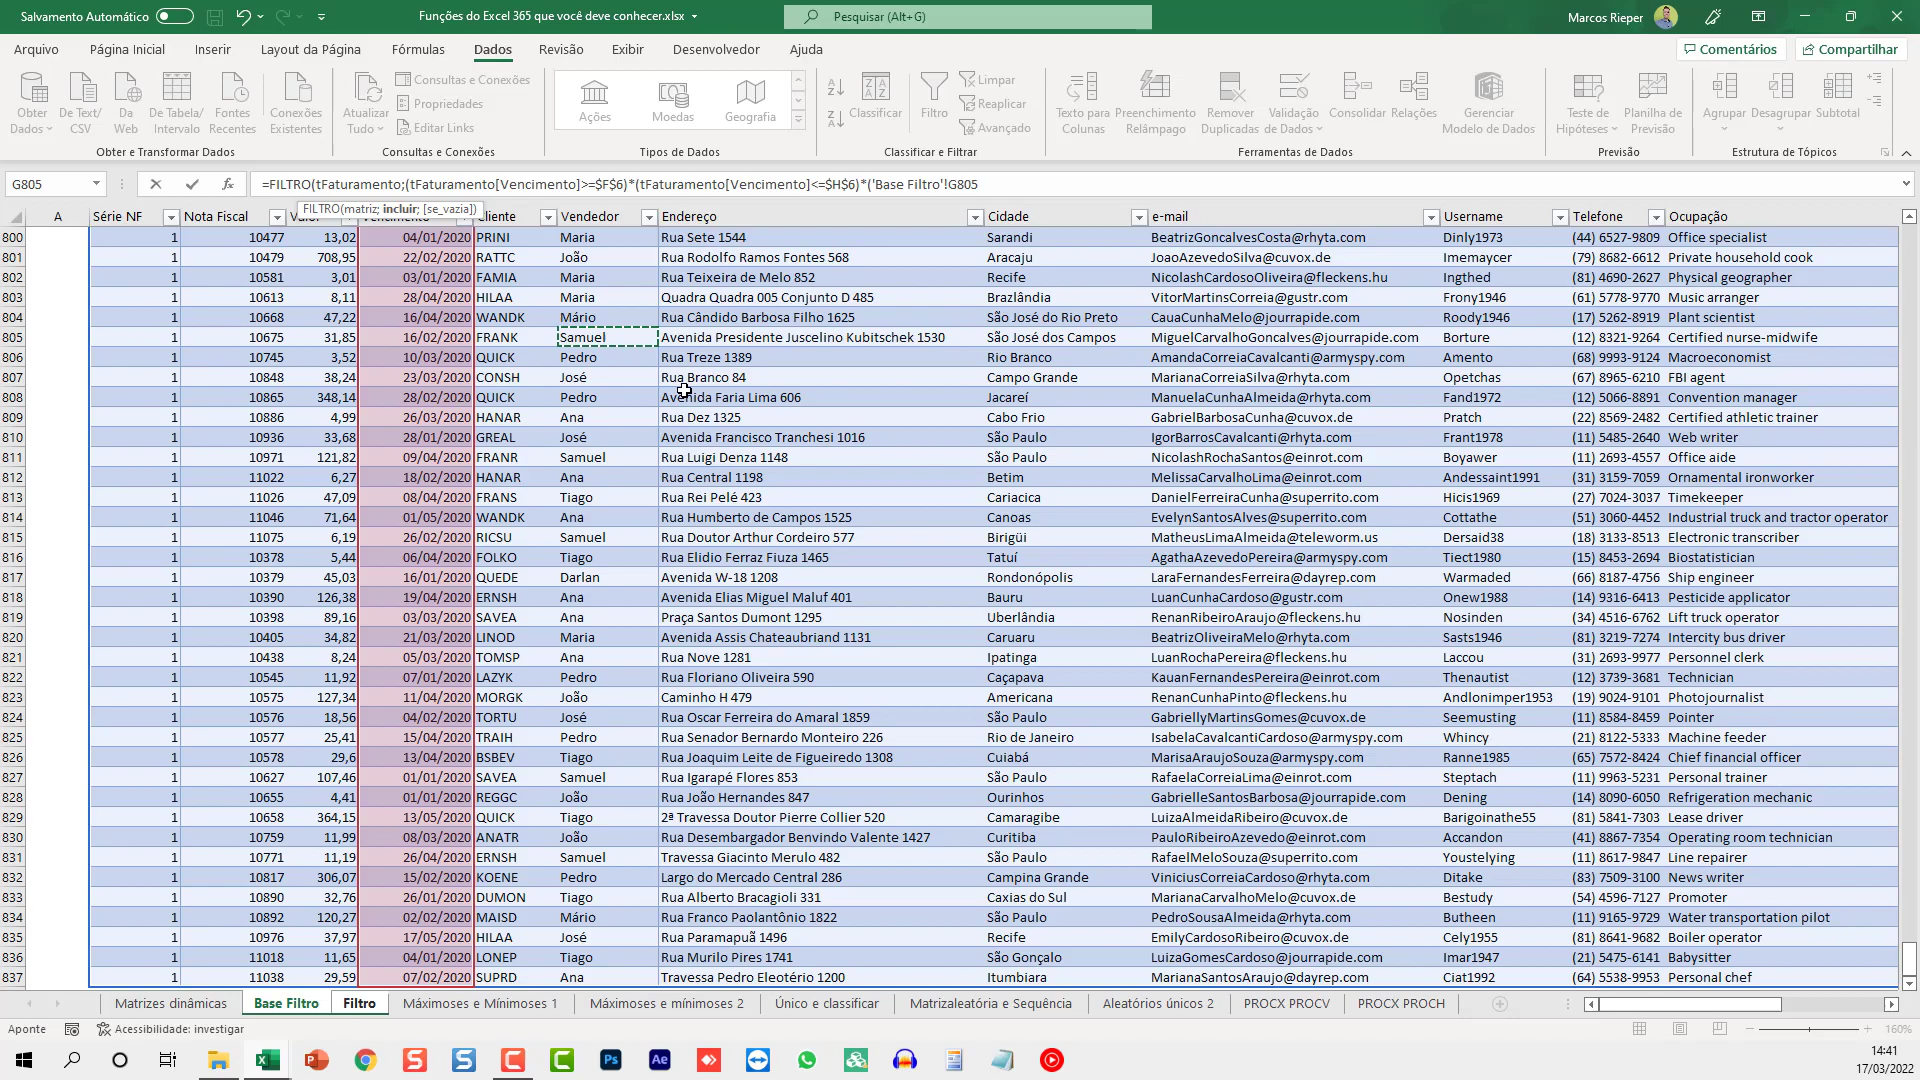 Salvamento Automático
Funções do Excel 365 que você deve conhecer.xlsx
Pesquisar (Alt+G)
Marcos Rieper
Arquivo Página Inicial Inserir Layout da Página Fórmulas Dados Revisão Exibir Desenvolvedor Ajuda Comentários Compartilhar
Obter Dados
De Text/ CSV
Da Web
De Tabela/ Intervalo
Fontes Recentes
Conexões Existentes
Obter e Transformar Dados
Atualizar Tudo
Consultas e Conexões
Propriedades
Editar Links
Consultas e Conexões
Ações Moedas Geografia
Tipos de Dados
Classificar
Filtro
Limpar
Reaplicar
Avançado
Classificar e Filtrar
Texto para Colunas
Preenchimento Relâmpago
Remover Duplicadas
Validação de Dados
Consolidar
Relações
Gerenciar Modelo de Dados
Ferramentas de Dados
Teste de Hipóteses
Planilha de Previsão
Previsão
Agrupar
Desagrupar
Subtotal
Estrutura de Tópicos
G805 fx =FILTRO(tFaturamento;(tFaturamento[Vencimento]>=$F$6)*(tFaturamento[Vencimento]<=$H$6)*('Base Filtro'!G805
FILTRO(matriz; incluir; [se_vazia])
A Série NF Nota Fiscal Cliente Vendedor Endereço Cidade e-mail Username Telefone Ocupação
800 1 10477 13,02 04/01/2020 PRINI Maria Rua Sete 1544 Sarandi BeatrizGoncalvesCosta@rhyta.com Dinly1973 (44) 6527-9809 Office specialist
801 1 10479 708,95 22/02/2020 RATTC João Rua Rodolfo Ramos Fontes 568 Aracaju JoaoAzevedoSilva@cuvox.de Imemaycer (79) 8682-6612 Private household cook
802 1 10581 3,01 03/01/2020 FAMIA Maria Rua Teixeira de Melo 852 Recife NicolashCardosoOliveira@fleckens.hu Ingthed (81) 4690-2627 Physical geographer
803 1 10613 8,11 28/04/2020 HILAA Maria Quadra Quadra 005 Conjunto D 485 Brazlândia VitorMartinsCorreia@gustr.com Frony1946 (61) 5778-9770 Music arranger
804 1 10668 47,22 16/04/2020 WANDK Mário Rua Cândido Barbosa Filho 1625 São José do Rio Preto CauaCunhaMelo@jourrapide.com Roody1946 (17) 5262-8919 Plant scientist
805 1 10675 31,85 16/02/2020 FRANK Samuel Avenida Presidente Juscelino Kubitschek 1530 São José dos Campos MiguelCarvalhoGoncalves@jourrapide.com Borture (12) 8321-9264 Certified nurse-midwife
806 1 10745 3,52 10/03/2020 QUICK Pedro Rua Treze 1389 Rio Branco AmandaCorreiaCavalcanti@armyspy.com Amento (68) 9993-9124 Macroeconomist
807 1 10848 38,24 23/03/2020 CONSH José Rua Branco 84 Campo Grande MarianaCorreiaSilva@rhyta.com Opetchas (67) 8965-6210 FBI agent
808 1 10865 348,14 28/02/2020 QUICK Pedro Avenida Faria Lima 606 Jacareí ManuelaCunhaAlmeida@rhyta.com Fand1972 (12) 5066-8891 Convention manager
809 1 10886 4,99 26/03/2020 HANAR Ana Rua Dez 1325 Cabo Frio GabrielBarbosaCunha@cuvox.de Pratch (22) 8569-2482 Certified athletic trainer
810 1 10936 33,68 28/01/2020 GREAL José Avenida Francisco Tranchesi 1016 São Paulo IgorBarrosCavalcanti@rhyta.com Frant1978 (11) 5485-2640 Web writer
811 1 10971 121,82 09/04/2020 FRANR Samuel Rua Luigi Denza 1148 São Paulo NicolashRochaSantos@einrot.com Boyawer (11) 2693-4557 Office aide
812 1 11022 6,27 18/02/2020 HANAR Ana Rua Central 1198 Betim MelissaCarvalhoLima@einrot.com Andessaint1991 (31) 3159-7059 Ornamental ironworker
813 1 11026 47,09 08/04/2020 FRANS Tiago Rua Rei Pelé 423 Cariacica DanielFerreiraCunha@superrito.com Hicis1969 (27) 7024-3037 Timekeeper
814 1 11046 71,64 01/05/2020 WANDK Ana Rua Humberto de Campos 1525 Canoas EvelynSantosAlves@superrito.com Cottathe (51) 3060-4452 Industrial truck and tractor operator
815 1 11075 6,19 26/02/2020 RICSU Samuel Rua Doutor Arthur Cordeiro 577 Birigüi MatheusLimaAlmeida@teleworm.us Dersaid38 (18) 3133-8513 Electronic transcriber
816 1 10378 5,44 06/04/2020 FOLKO Tiago Rua Elidio Ferraz Fiuza 1465 Tatuí AgathaAzevedoPereira@armyspy.com Tiect1980 (15) 8453-2694 Biostatistician
817 1 10379 45,03 16/01/2020 QUEDE Darlan Avenida W-18 1208 Rondonópolis LaraFernandesFerreira@dayrep.com Warmaded (66) 8187-4756 Ship engineer
818 1 10390 126,38 19/04/2020 ERNSH Ana Avenida Elias Miguel Maluf 401 Bauru LuanCunhaCardoso@gustr.com Onew1988 (14) 9316-6413 Pesticide applicator
819 1 10398 89,16 03/03/2020 SAVEA Ana Praça Santos Dumont 1295 Uberlândia RenanRibeiroAraujo@fleckens.hu Nosinden (34) 4516-6762 Lift truck operator
820 1 10405 34,82 21/03/2020 LINOD Maria Avenida Assis Chateaubriand 1131 Caruaru BeatrizOliveiraMelo@rhyta.com Sasts1946 (81) 3219-7274 Intercity bus driver
821 1 10438 8,24 05/03/2020 TOMSP Ana Rua Nove 1281 Ipatinga LuanRochaPereira@fleckens.hu Laccou (31) 2693-9977 Personnel clerk
822 1 10545 11,92 07/01/2020 LAZYK Pedro Rua Floriano Oliveira 590 Caçapava KauanFernandesPereira@einrot.com Thenautist (12) 3739-3681 Technician
823 1 10575 127,34 11/04/2020 MORGK João Caminho H 479 Americana RenanCunhaPinto@fleckens.hu Andlonimper1953 (19) 9024-9101 Photojournalist
824 1 10576 18,56 04/02/2020 TORTU José Rua Oscar Ferreira do Amaral 1859 São Paulo GabriellyMartinsGomes@cuvox.de Seemusting (11) 8584-8459 Pointer
825 1 10577 25,41 15/04/2020 TRAIH Pedro Rua Senador Bernardo Monteiro 226 Rio de Janeiro IsabelaCavalcantiCardoso@armyspy.com Whincy (21) 8122-5333 Machine feeder
826 1 10578 29,6 13/04/2020 BSBEV Tiago Rua Joaquim Leite de Figueiredo 1308 Cuiabá MarisaAraujoSouza@armyspy.com Ranne1985 (65) 7572-8424 Chief financial officer
827 1 10627 107,46 01/01/2020 SAVEA Samuel Rua Igarapé Flores 853 São Paulo RafaelaCorreiaLima@einrot.com Steptach (11) 9963-5231 Personal trainer
828 1 10655 4,41 01/01/2020 REGGC João Rua João Hernandes 847 Ourinhos GabrielleSantosBarbosa@jourrapide.com Dening (14) 8090-6050 Refrigeration mechanic
829 1 10658 364,15 13/05/2020 QUICK Tiago 2ª Travessa Doutor Pierre Collier 520 Camaragibe LuizaAlmeidaRibeiro@cuvox.de Barigoinathe55 (81) 5841-7303 Lease driver
830 1 10759 11,99 08/03/2020 ANATR João Rua Desembargador Benvindo Valente 1427 Curitiba PauloRibeiroAzevedo@einrot.com Accandon (41) 8867-7354 Operating room technician
831 1 10771 11,19 26/04/2020 ERNSH Samuel Travessa Giacinto Merulo 482 São Paulo RafaelMeloSouza@superrito.com Youstelying (11) 8617-9847 Line repairer
832 1 10817 306,07 15/02/2020 KOENE Pedro Largo do Mercado Central 286 Campina Grande ViniciusCorreiaCardoso@rhyta.com Ditake (83) 7509-3100 News writer
833 1 10890 32,76 26/01/2020 DUMON Tiago Rua Alberto Bracagioli 331 Caxias do Sul MarianaCarvalhoMelo@cuvox.de Bestudy (54) 4596-7127 Promoter
834 1 10892 120,27 02/02/2020 MAISD Mário Rua Franco Paolantônio 1822 São Paulo PedroSousaAlmeida@rhyta.com Butheen (11) 9165-9729 Water transportation pilot
835 1 10976 37,97 17/05/2020 HILAA José Rua Paramapuã 1496 Recife EmilyCardosoRibeiro@cuvox.de Cely1955 (81) 8641-9682 Boiler operator
836 1 11018 11,65 04/01/2020 LONEP Tiago Rua Murilo Pires 1741 São Gonçalo LuizaGomesCardoso@jourrapide.com Imar1947 (21) 5475-6141 Babysitter
837 1 11038 29,59 07/02/2020 SUPRD Ana Travessa Pedro Eleotério 1200 Itumbiara MarianaSantosAraujo@dayrep.com Ciat1992 (64) 5538-9953 Personal chef
Matrizes dinâmicas Base Filtro Filtro Máximoses e Mínimoses 1 Máximoses e mínimoses 2 Único e classificar Matrizaleatória e Sequência Aleatórios únicos 2 PROCX PROCV PROCX PROCH
Aponte Acessibilidade: investigar 160%
14:41
17/03/2022